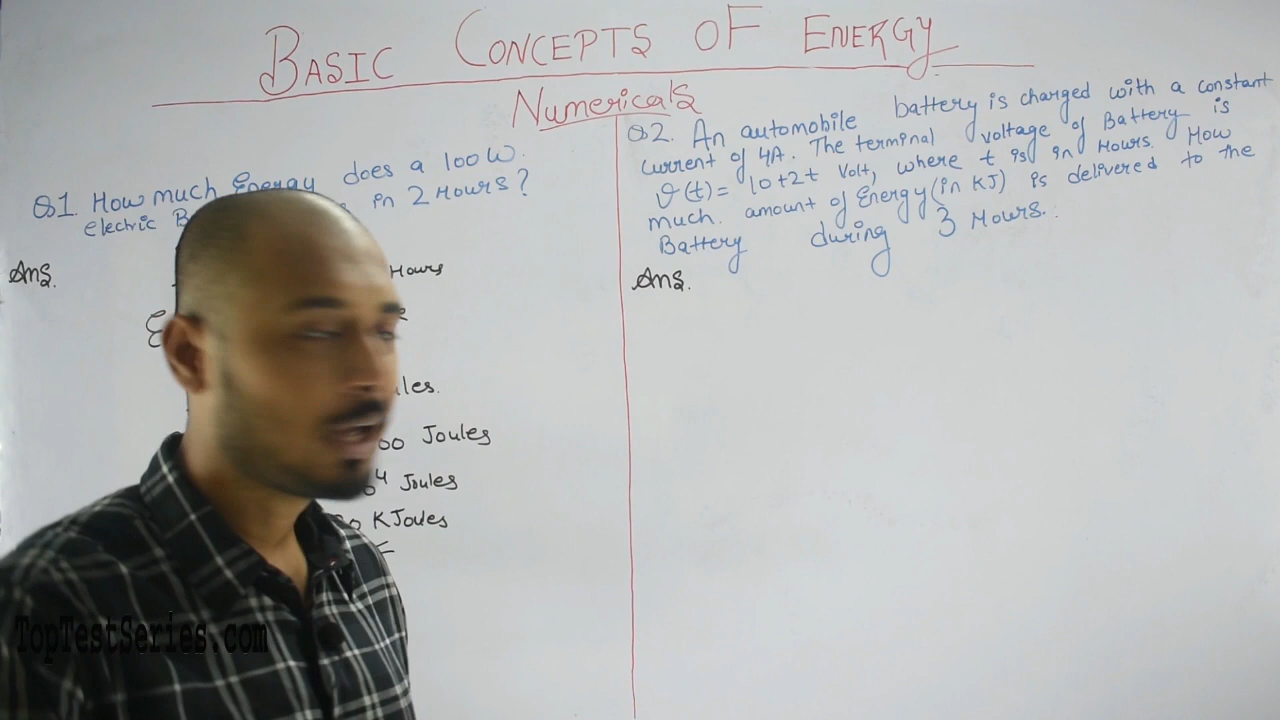 BASIC CONCEPTS OF ENERGY
Numericals
Q1. How much Energy does a 100 W.
electric in 2 Hours?
Ans.
Hours
E
Joules
Joules
K Joules
Q2. An automobile battery is charged with a constant
current of 4A. The terminal voltage of Battery is
v(t) = 10+2t Volt, where t is in Hours. How
much amount of Energy (in KJ) is delivered to the
Battery during 3 Hours.
Ans.
TopTestSeries.com